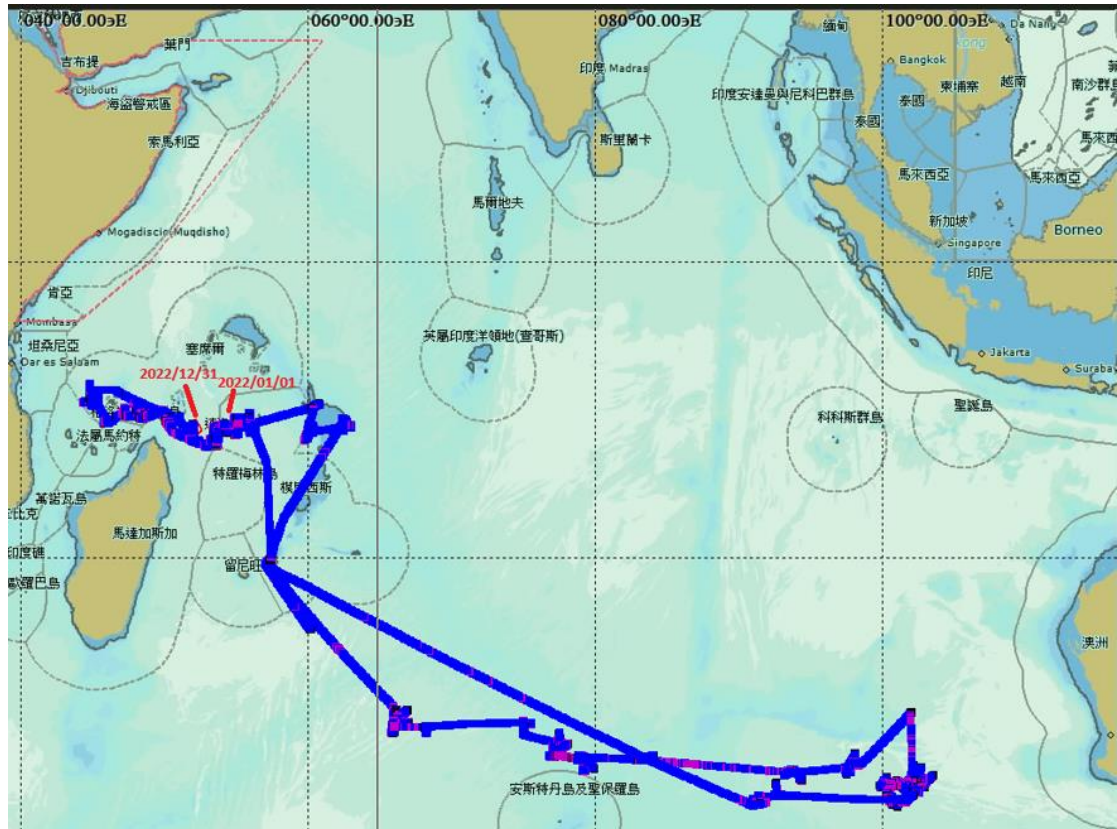 040°00.00эE 060°00.00эE 080°00.00эE 100°00.00эE
Da Nang
葉門
緬甸
吉布提
印度 Madras
Bangkok
越南
Djibouti
柬埔寨
海盜警戒區
印度安達曼與尼科巴群島
泰國
南沙群島
索馬利亞
斯里蘭卡
泰國
馬來西
馬來西亞
馬來西亞
馬爾地夫
新加坡
Mogadiscio(Muqdisho)
Borneo
Singapore
印尼
肯亞
Mombasa
坦桑尼亞
塞席爾
英屬印度洋領地(查哥斯)
Dar es Salaam
Jakarta
2022/12/31
2022/01/01
Suraba
聖誕島
科科斯群島
法屬馬約特
特羅梅林島
模里西斯
萬諾瓦島
比克
馬達加斯加
印度礁
留尼旺
歐羅巴島
澳洲
安斯特丹及聖保羅島